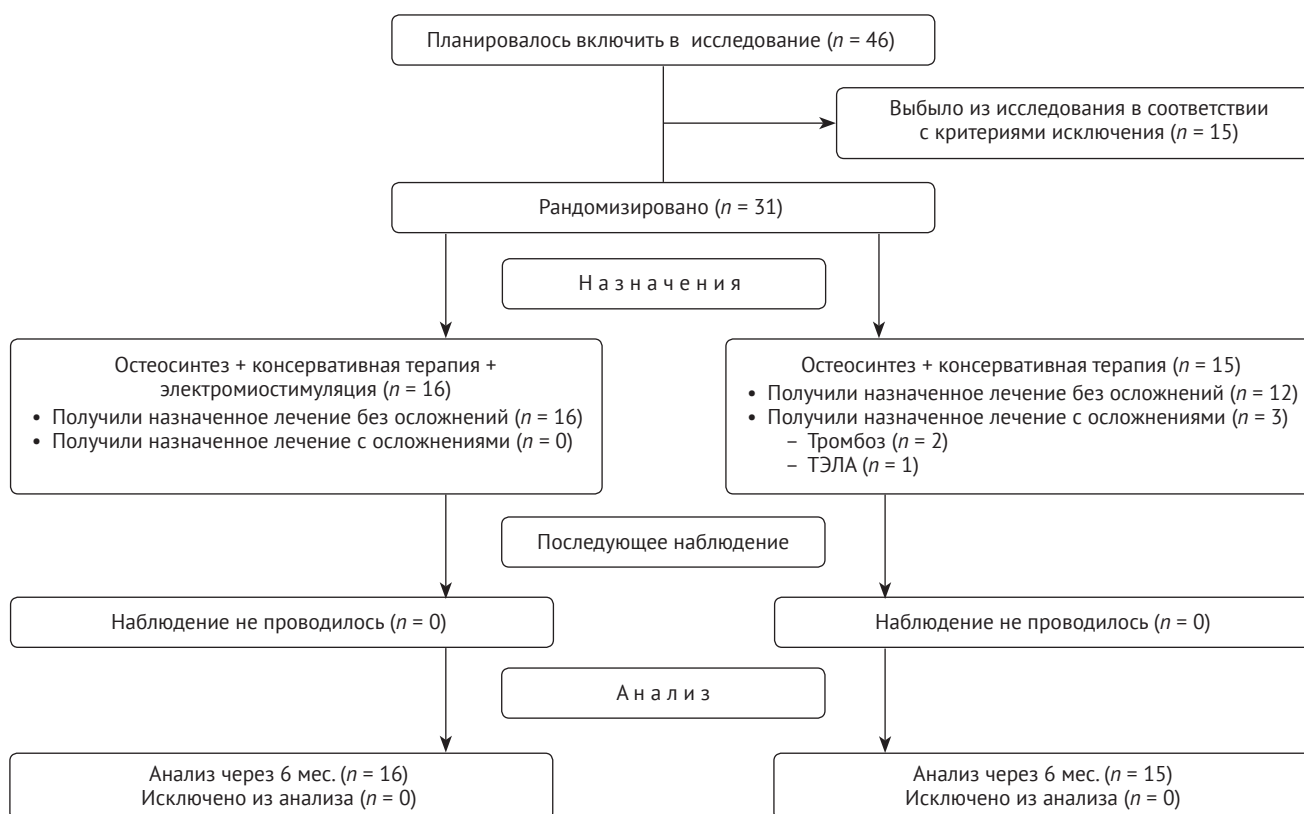 Планировалось включить в исследование (n = 46)
Выбыло из исследования в соответствии
с критериями исключения (n = 15)
Рандомизировано (n = 31)
Н а з н а ч е н и я
Остеосинтез + консервативная терапия +
электромиостимуляция (n = 16)
• Получили назначенное лечение без осложнений (n = 16)
• Получили назначенное лечение с осложнениями (n = 0)
Остеосинтез + консервативная терапия (n = 15)
• Получили назначенное лечение без осложнений (n = 12)
• Получили назначенное лечение с осложнениями (n = 3)
– Тромбоз (n = 2)
– ТЭЛА (n = 1)
Последующее наблюдение
Наблюдение не проводилось (n = 0)
Наблюдение не проводилось (n = 0)
А н а л и з
Анализ через 6 мес. (n = 16)
Исключено из анализа (n = 0)
Анализ через 6 мес. (n = 15)
Исключено из анализа (n = 0)